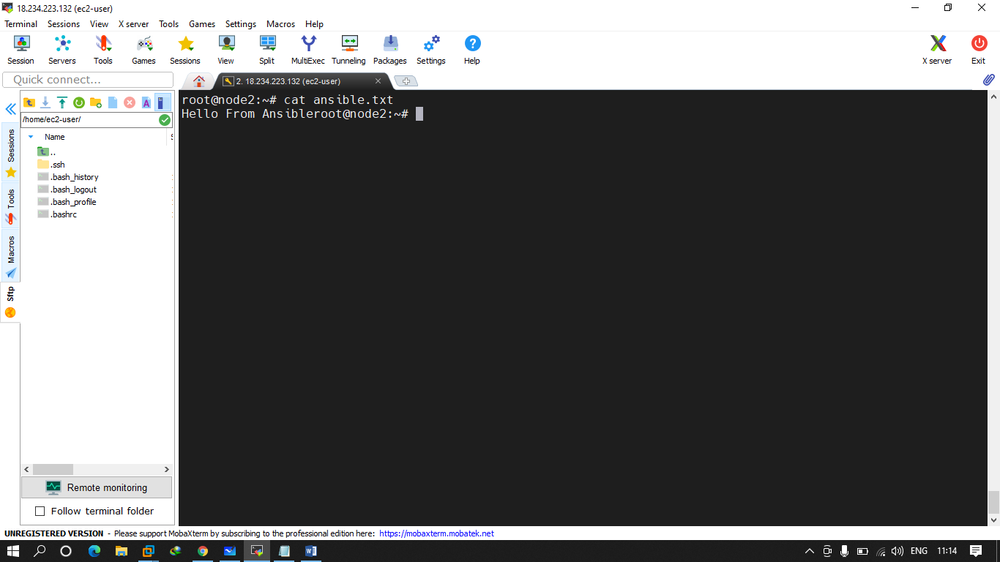 18.234.223.132 (ec2-user)
Terminal Sessions View X server Tools Games Settings Macros Help
Session Servers Tools Games Sessions View Split MultiExec Tunneling Packages Settings Help X server Exit
Quick connect...
2. 18.234.223.132 (ec2-user)
/home/ec2-user/
Name
..
.ssh
.bash_history
.bash_logout
.bash_profile
.bashrc
Sessions
Tools
Macros
Sftp
root@node2:~# cat ansible.txt
Hello From Ansibleroot@node2:~#
Remote monitoring
Follow terminal folder
UNREGISTERED VERSION - Please support MobaXterm by subscribing to the professional edition here: https://mobaxterm.mobatek.net
ENG 11:14